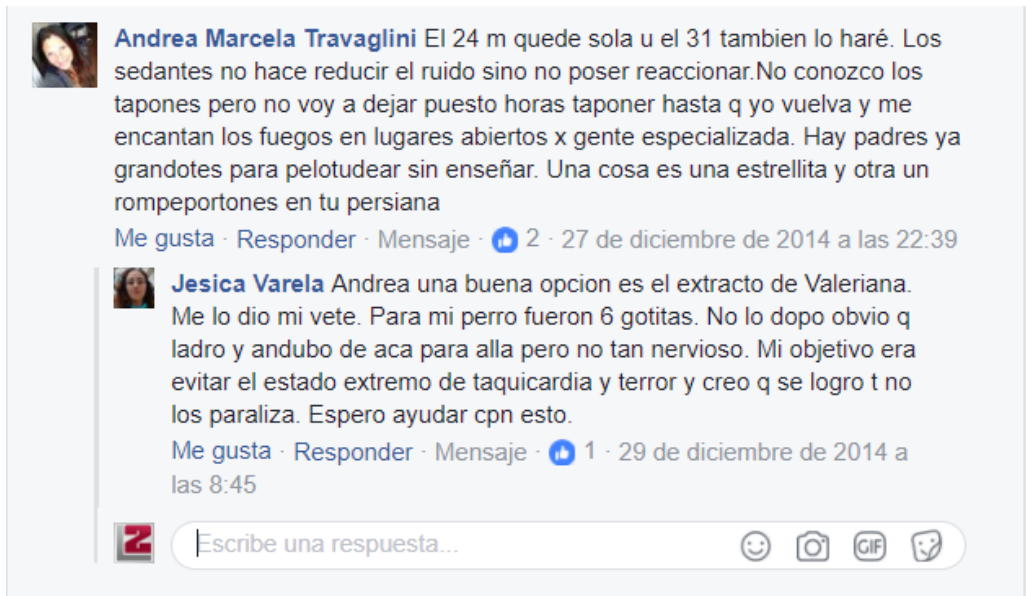 Andrea Marcela Travaglini El 24 m quede sola u el 31 tambien lo haré. Los
sedantes no hace reducir el ruido sino no poser reaccionar.No conozco los
tapones pero no voy a dejar puesto horas taponer hasta q yo vuelva y me
encantan los fuegos en lugares abiertos x gente especializada. Hay padres ya
grandotes para pelotudear sin enseñar. Una cosa es una estrellita y otra un
rompeportones en tu persiana
Me gusta · Responder · Mensaje · 2 · 27 de diciembre de 2014 a las 22:39
Jesica Varela Andrea una buena opcion es el extracto de Valeriana.
Me lo dio mi vete. Para mi perro fueron 6 gotitas. No lo dopo obvio q
ladro y andubo de aca para alla pero no tan nervioso. Mi objetivo era
evitar el estado extremo de taquicardia y terror y creo q se logro t no
los paraliza. Espero ayudar cpn esto.
Me gusta · Responder · Mensaje · 1 · 29 de diciembre de 2014 a
las 8:45
Escribe una respuesta...
GIF